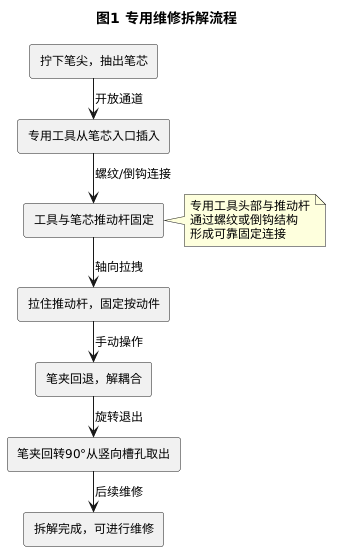 图1 专用维修拆解流程
拧下笔尖，抽出笔芯
开放通道
专用工具从笔芯入口插入
螺纹/倒钩连接
工具与笔芯推动杆固定
专用工具头部与推动杆
通过螺纹或倒钩结构
形成可靠固定连接
轴向拉拽
拉住推动杆，固定按动件
手动操作
笔夹回退，解耦合
旋转退出
笔夹回转90°从竖向槽孔取出
后续维修
拆解完成，可进行维修